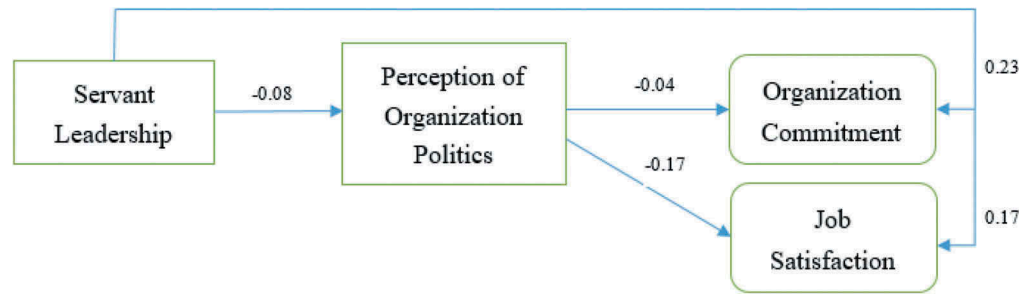 Servant
Leadership
-0.08
Perception of
Organization
Politics
-0.04
-0.17
Organization
Commitment
0.23
Job
Satisfaction
0.17